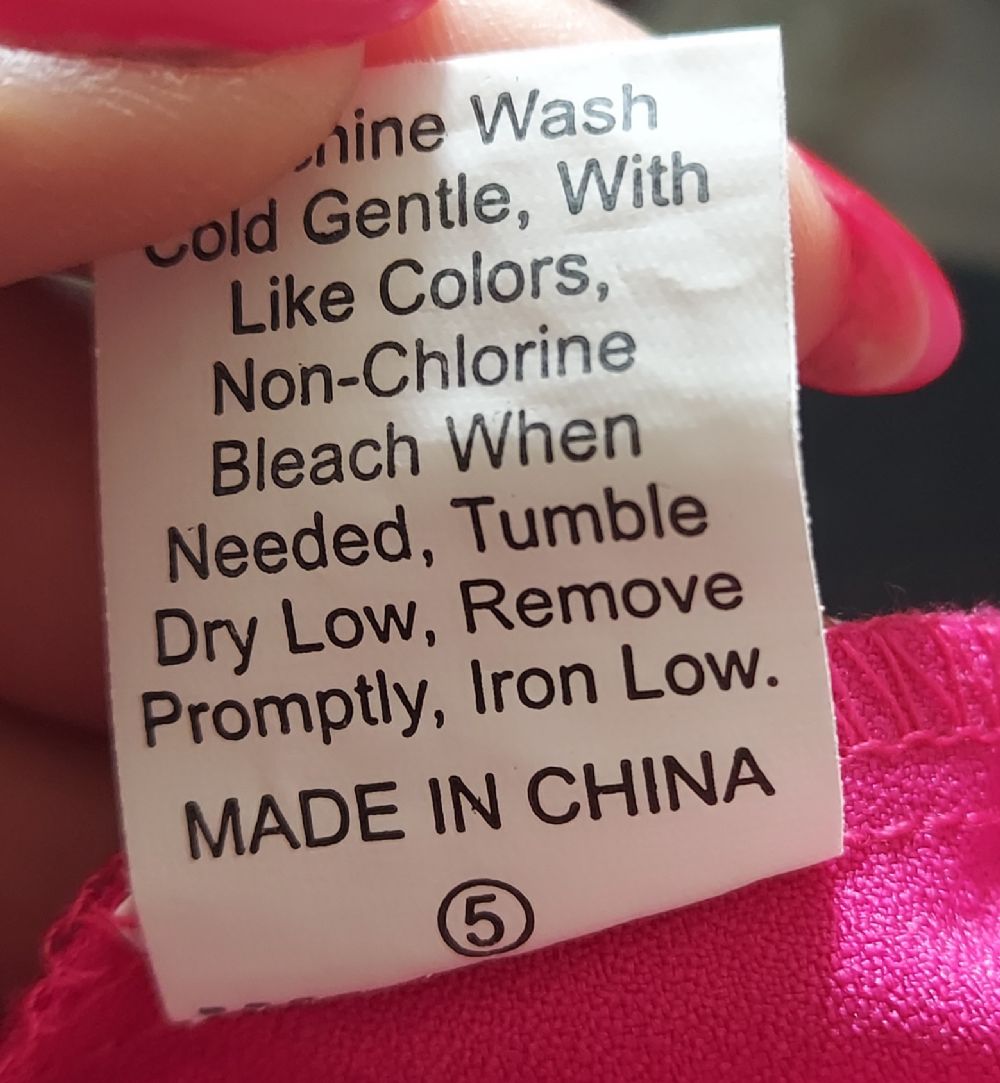 Wash
Cold Gentle, With
Like Colors,
Non-Chlorine
Bleach When
Needed, Tumble
Dry Low, Remove
Promptly, Iron Low.
MADE IN CHINA
5